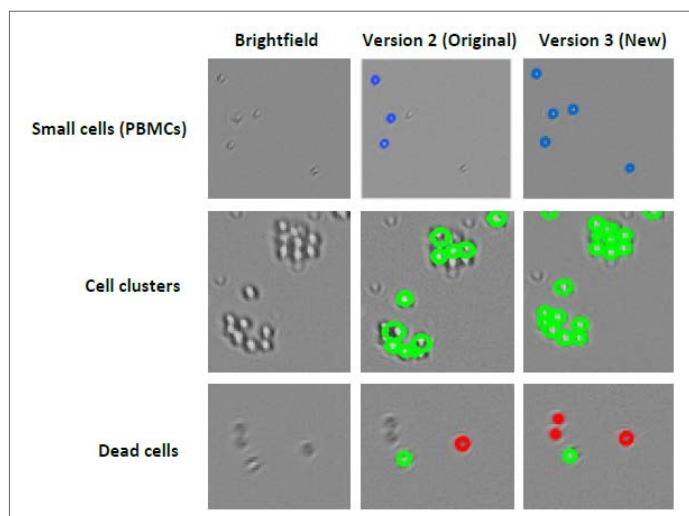 Brightfield Version 2 (Original) Version 3 (New)
Small cells (PBMCs)
Cell clusters
Dead cells